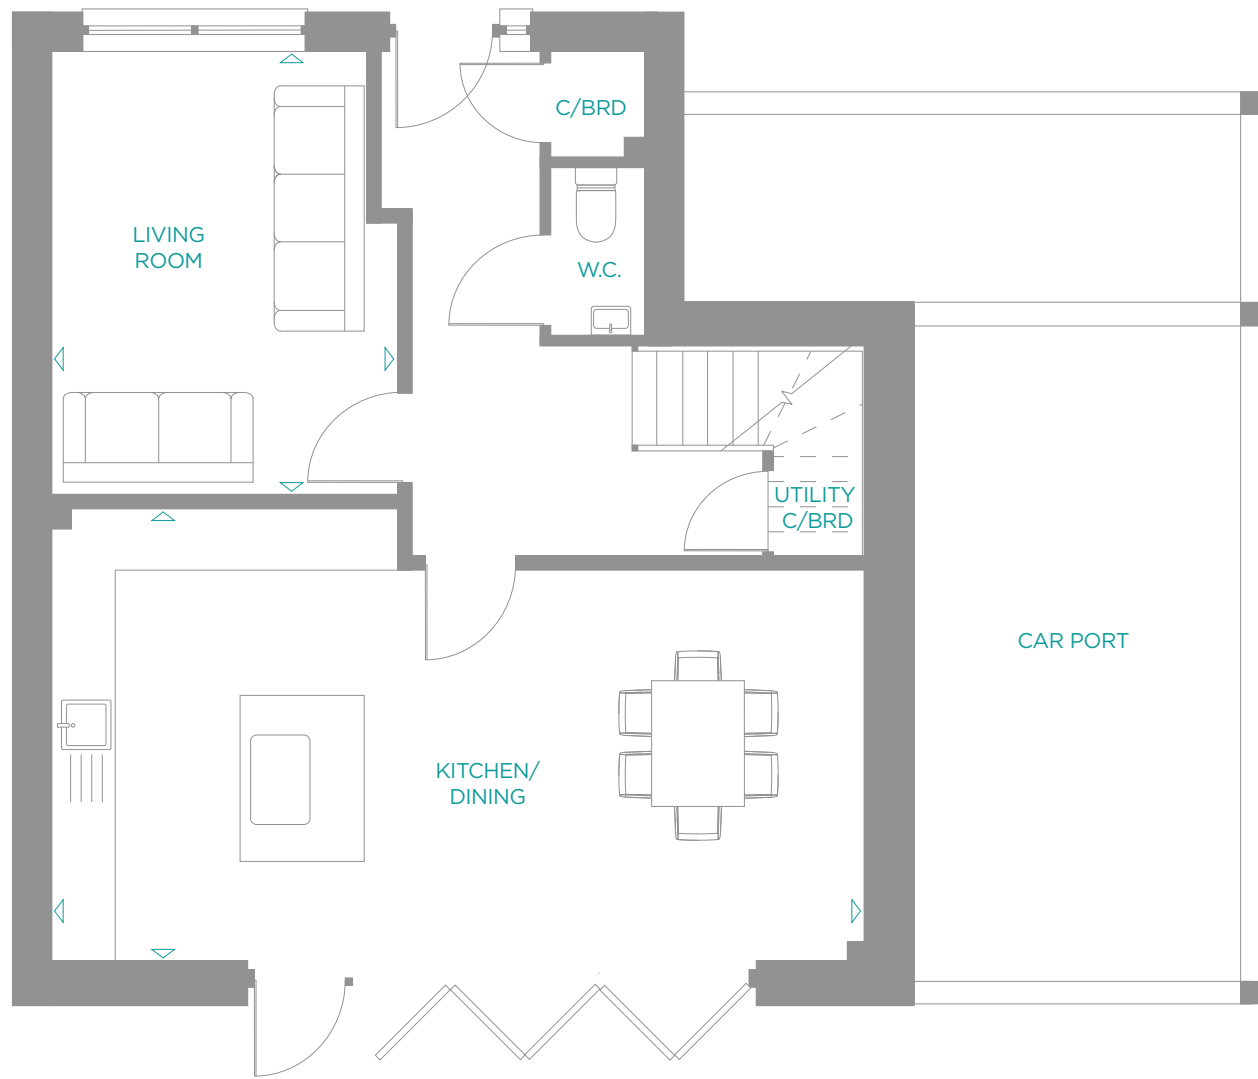 C/BRD
LIVING
ROOM
W.C.
UTILITY
C/BRD
CAR PORT
KITCHEN/
DINING